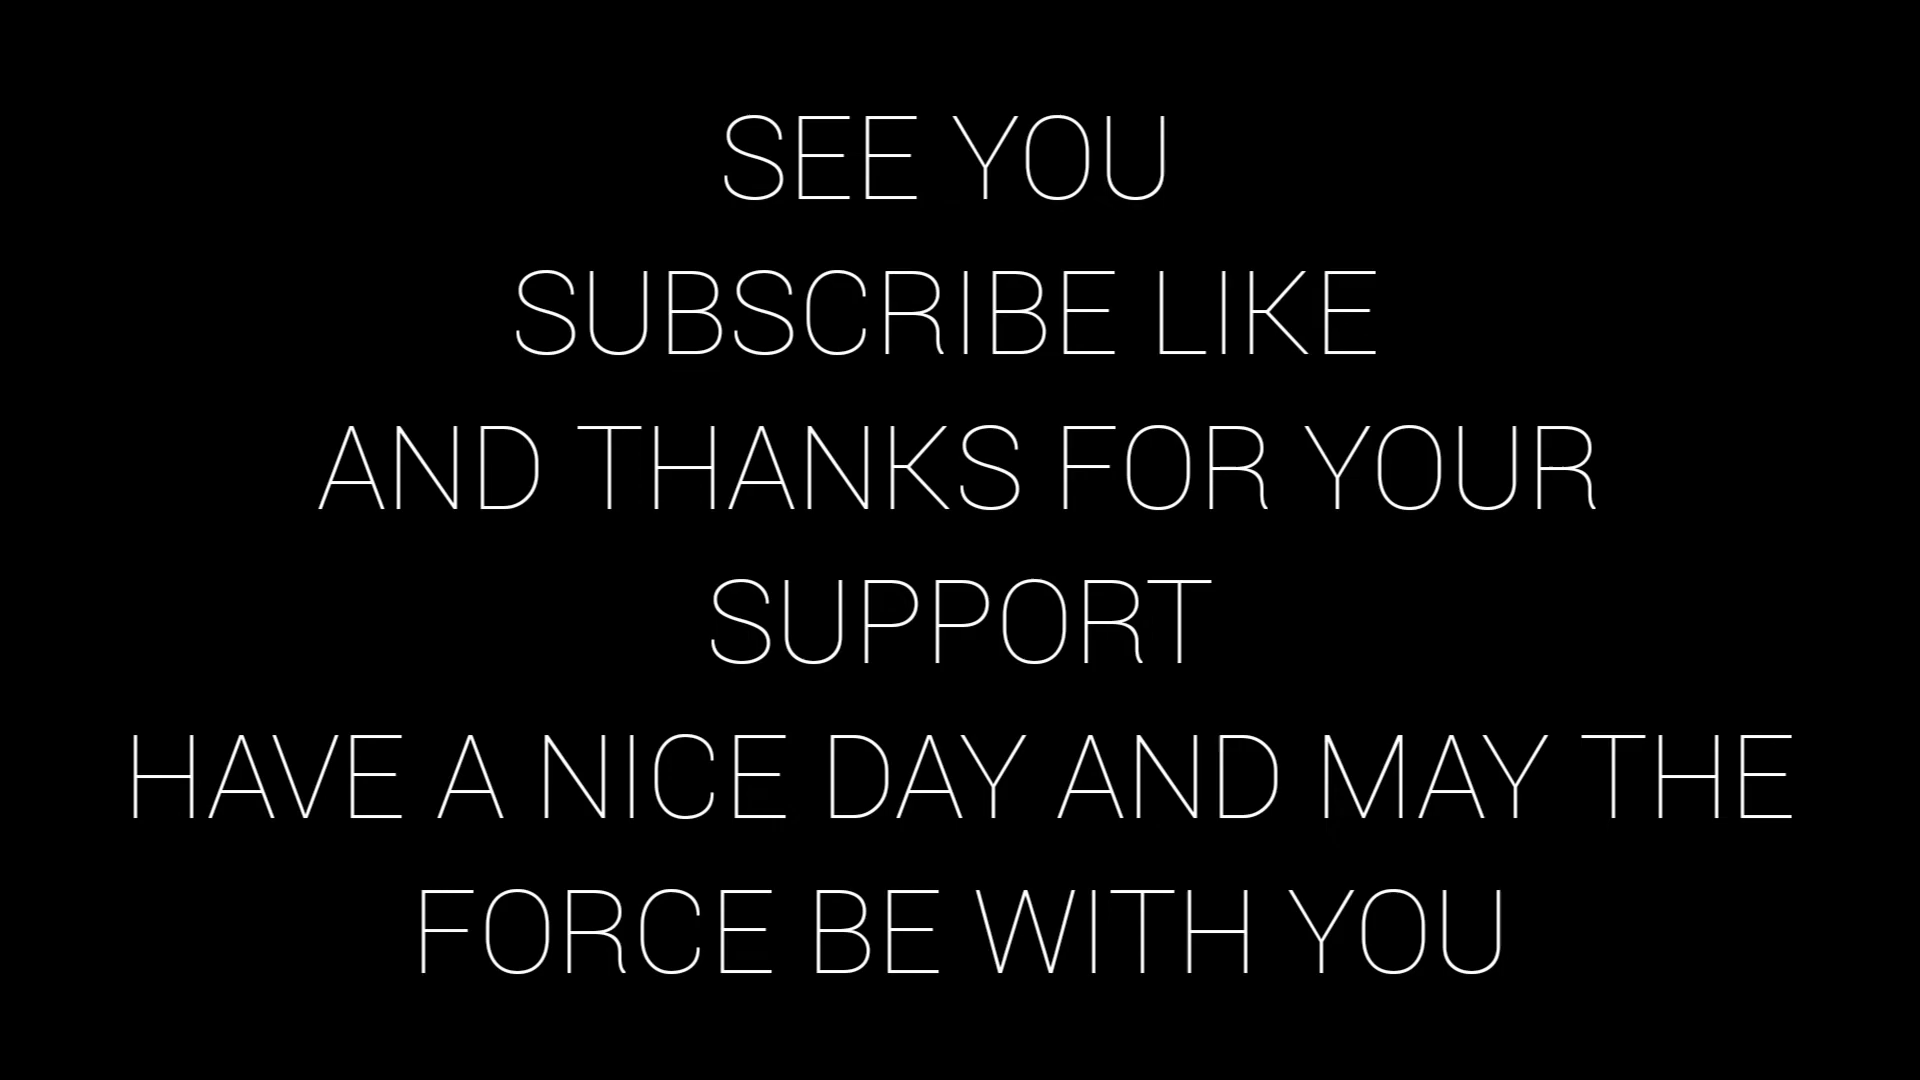 SEE YOU
SUBSCRIBE LIKE
AND THANKS FOR YOUR
SUPPORT
HAVE A NICE DAY AND MAY THE
FORCE BE WITH YOU